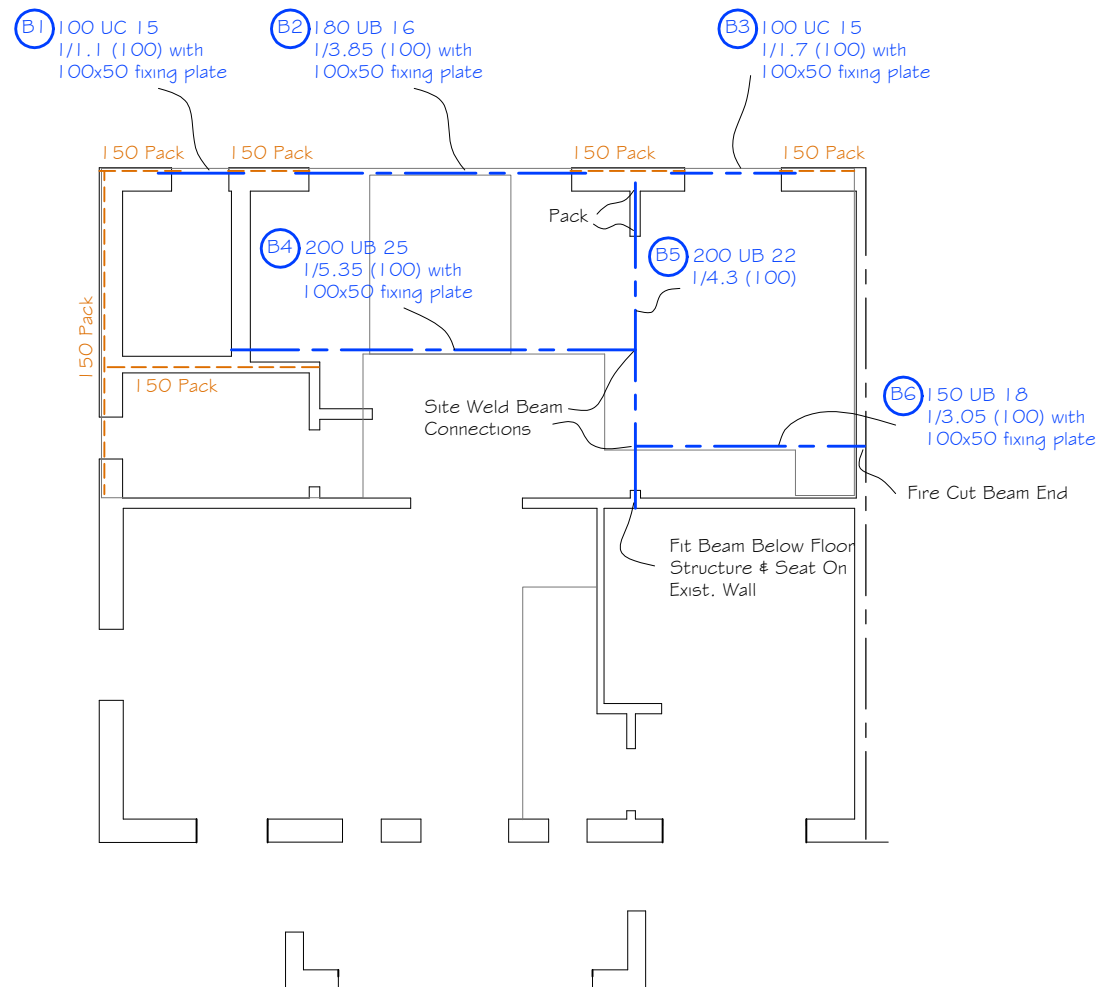 B1 100 UC 15
1/1.1 (100) with
100x50 fixing plate
B2 180 UB 16
1/3.85 (100) with
100x50 fixing plate
B3 100 UC 15
1/1.7 (100) with
100x50 fixing plate
150 Pack
150 Pack
150 Pack
150 Pack
Pack
B4 200 UB 25
1/5.35 (100) with
100x50 fixing plate
B5 200 UB 22
1/4.3 (100)
150 Pack
150 Pack
B6 150 UB 18
1/3.05 (100) with
100x50 fixing plate
Site Weld Beam
Connections
Fire Cut Beam End
Fit Beam Below Floor
Structure & Seat On
Exist. Wall